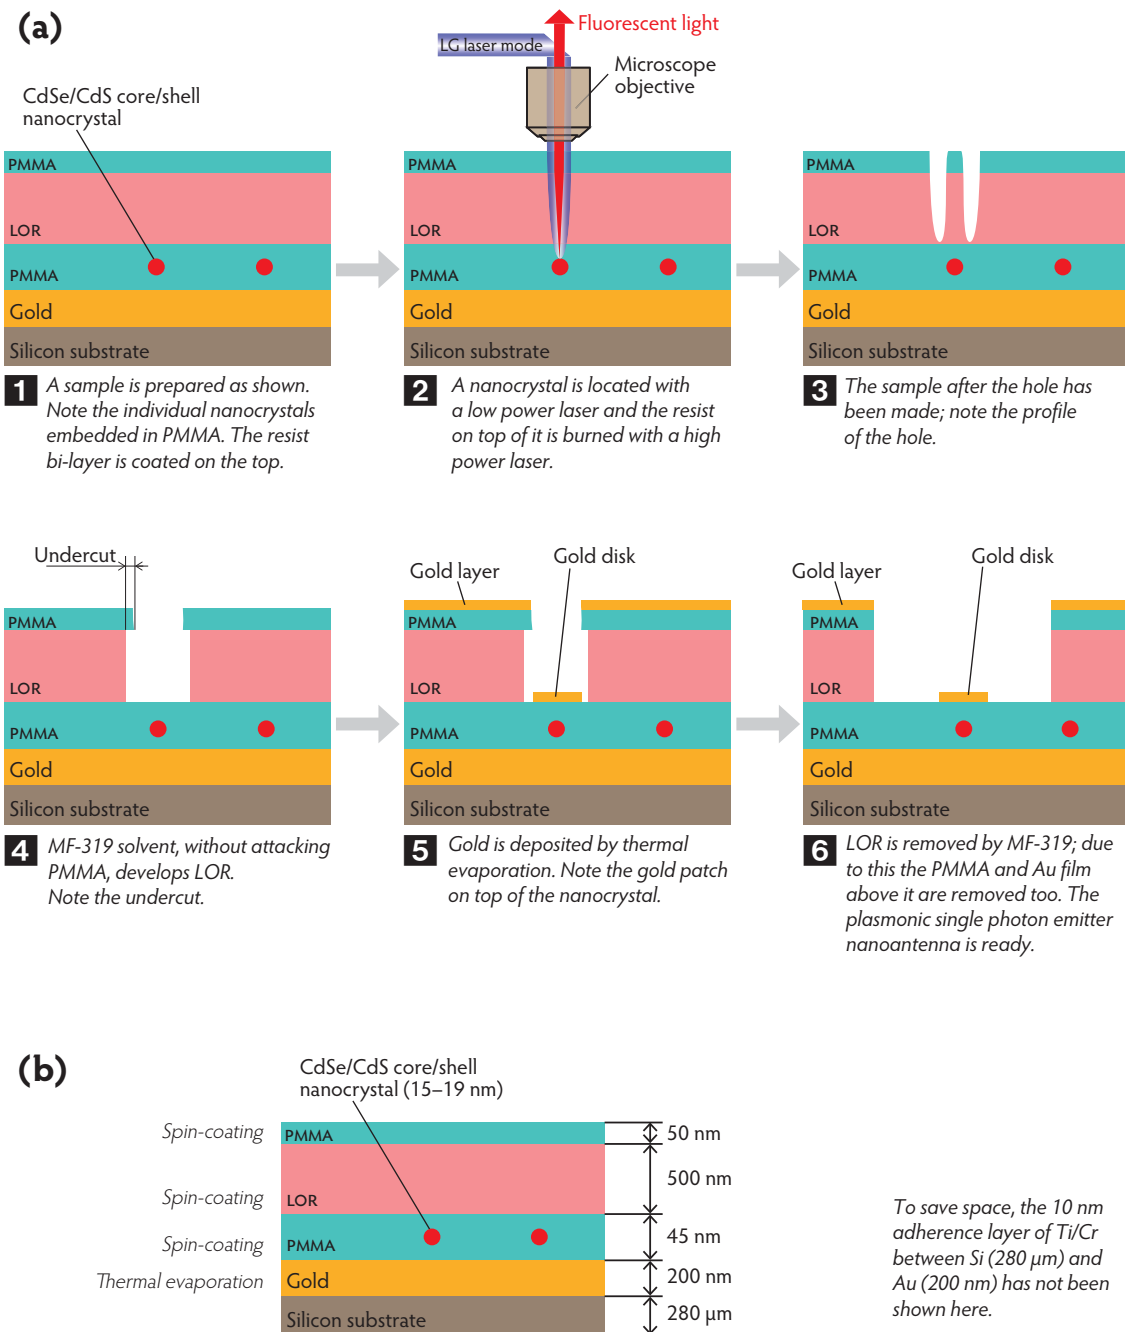 (a)
Fluorescent light
LG laser mode
Microscope
objective
CdSe/CdS core/shell
nanocrystal
PMMA
LOR
PMMA
Gold
Silicon substrate
PMMA
LOR
PMMA
Gold
Silicon substrate
PMMA
LOR
PMMA
Gold
Silicon substrate
1 A sample is prepared as shown.
Note the individual nanocrystals
embedded in PMMA. The resist
bi-layer is coated on the top.
2 A nanocrystal is located with
a low power laser and the resist
on top of it is burned with a high
power laser.
3 The sample after the hole has
been made; note the profile
of the hole.
Undercut
PMMA
LOR
PMMA
Gold
Silicon substrate
Gold layer
Gold disk
PMMA
LOR
PMMA
Gold
Silicon substrate
Gold layer
Gold disk
PMMA
LOR
PMMA
Gold
Silicon substrate
4 MF-319 solvent, without attacking
PMMA, develops LOR.
Note the undercut.
5 Gold is deposited by thermal
evaporation. Note the gold patch
on top of the nanocrystal.
6 LOR is removed by MF-319; due
to this the PMMA and Au film
above it are removed too. The
plasmonic single photon emitter
nanoantenna is ready.
(b)
CdSe/CdS core/shell
nanocrystal (15–19 nm)
Spin-coating PMMA 50 nm
500 nm
Spin-coating LOR
Spin-coating PMMA 45 nm
Thermal evaporation Gold 200 nm
Silicon substrate 280 μm
To save space, the 10 nm
adherence layer of Ti/Cr
between Si (280 μm) and
Au (200 nm) has not been
shown here.